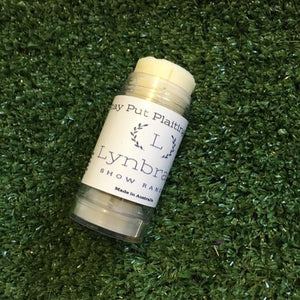 Stay Put Plaitin
L
Lynbra
SHOW RAN
Made in Australia